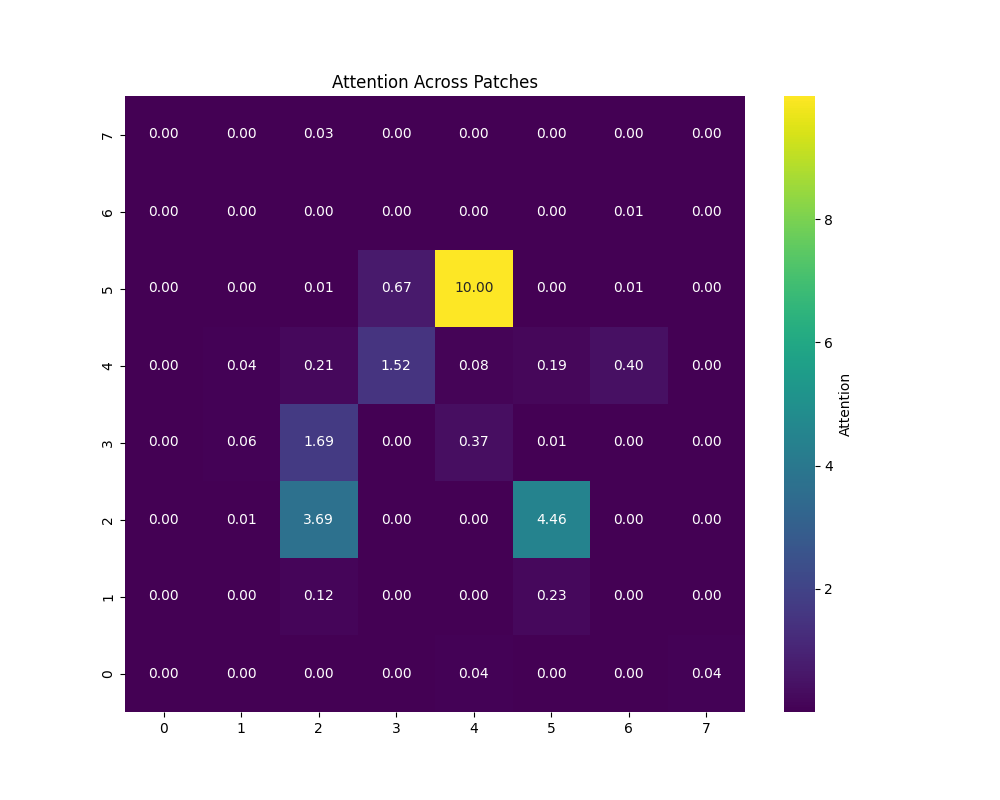 Attention Across Patches
7 0.00 0.00 0.03 0.00 0.00 0.00 0.00 0.00
6 0.00 0.00 0.00 0.00 0.00 0.00 0.01 0.00
5 0.00 0.00 0.01 0.67 10.00 0.00 0.01 0.00
4 0.00 0.04 0.21 1.52 0.08 0.19 0.40 0.00
3 0.00 0.06 1.69 0.00 0.37 0.01 0.00 0.00
2 0.00 0.01 3.69 0.00 0.00 4.46 0.00 0.00
1 0.00 0.00 0.12 0.00 0.00 0.23 0.00 0.00
0 0.00 0.00 0.00 0.00 0.04 0.00 0.00 0.04
0 1 2 3 4 5 6 7
8
6
4
2
Attention